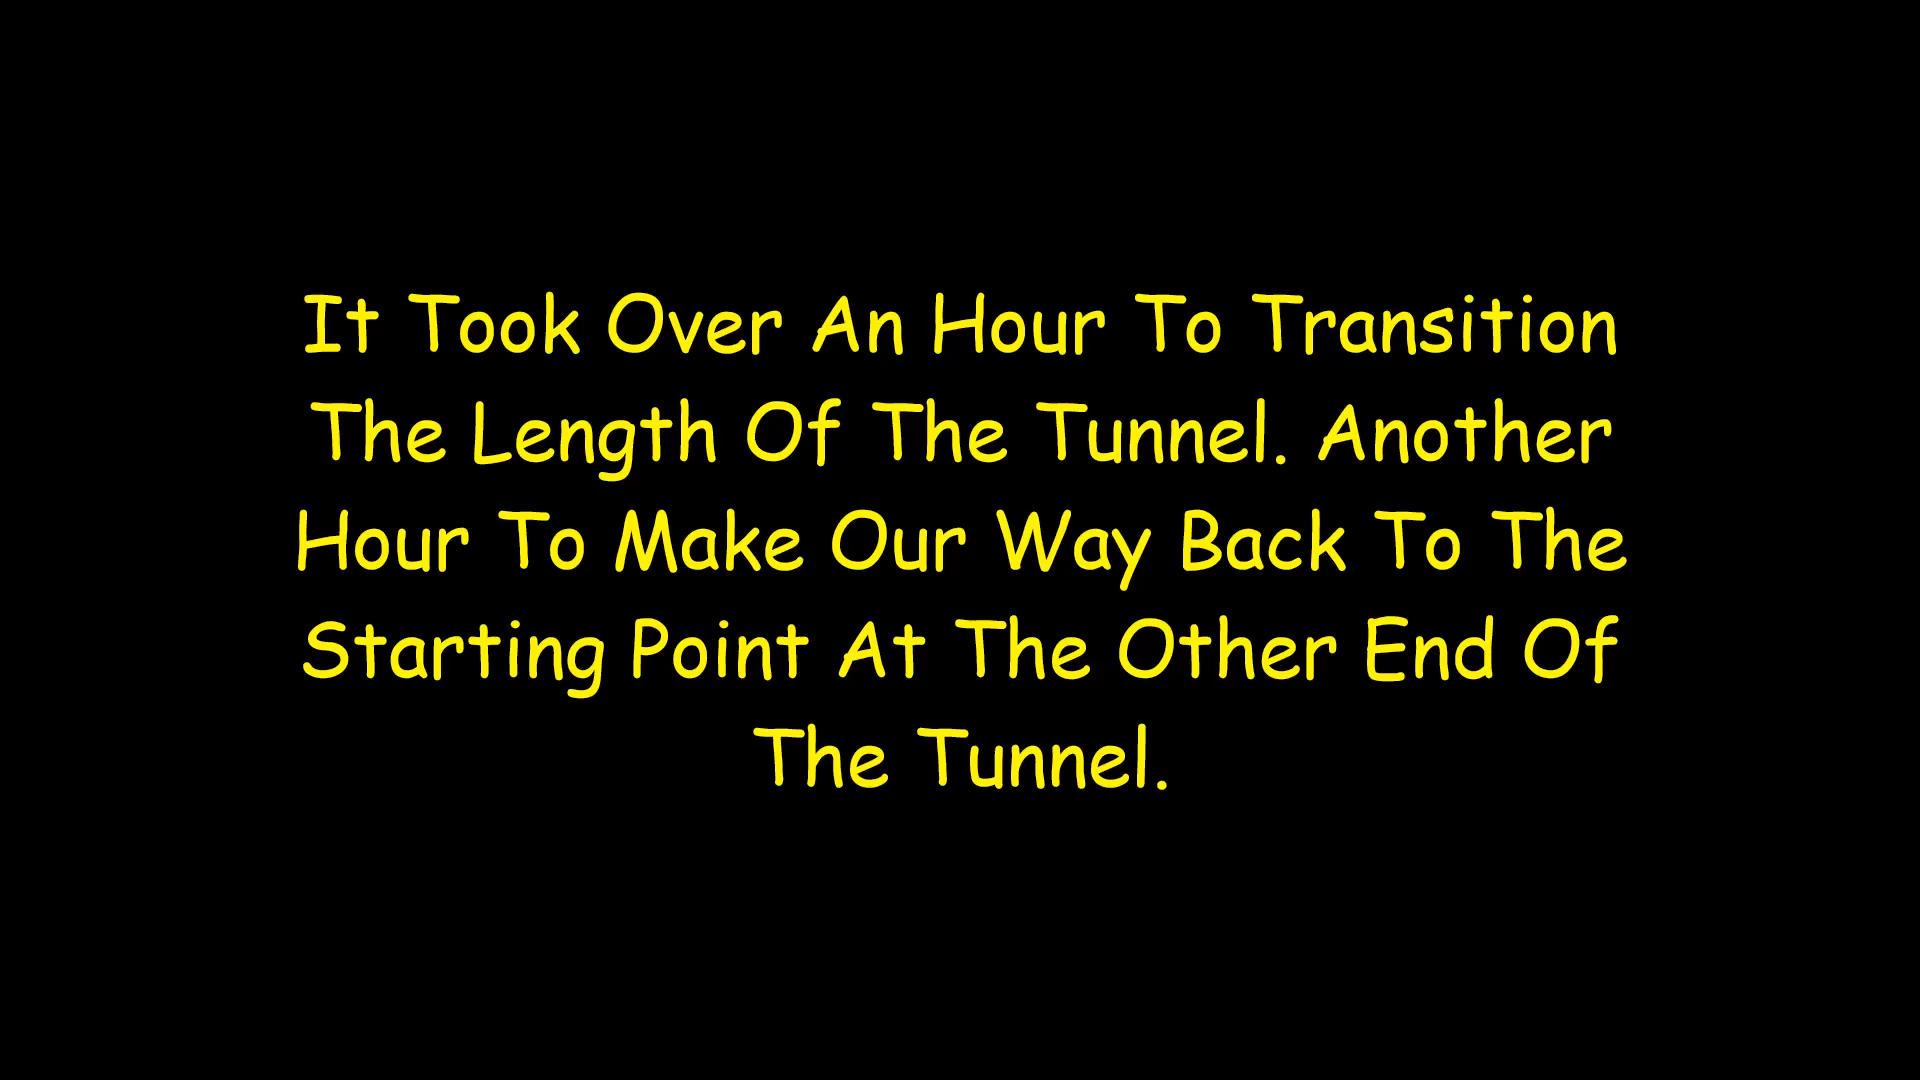 It Took Over An Hour To Transition
The Length Of The Tunnel. Another
Hour To Make Our Way Back To The
Starting Point At The Other End Of
The Tunnel.